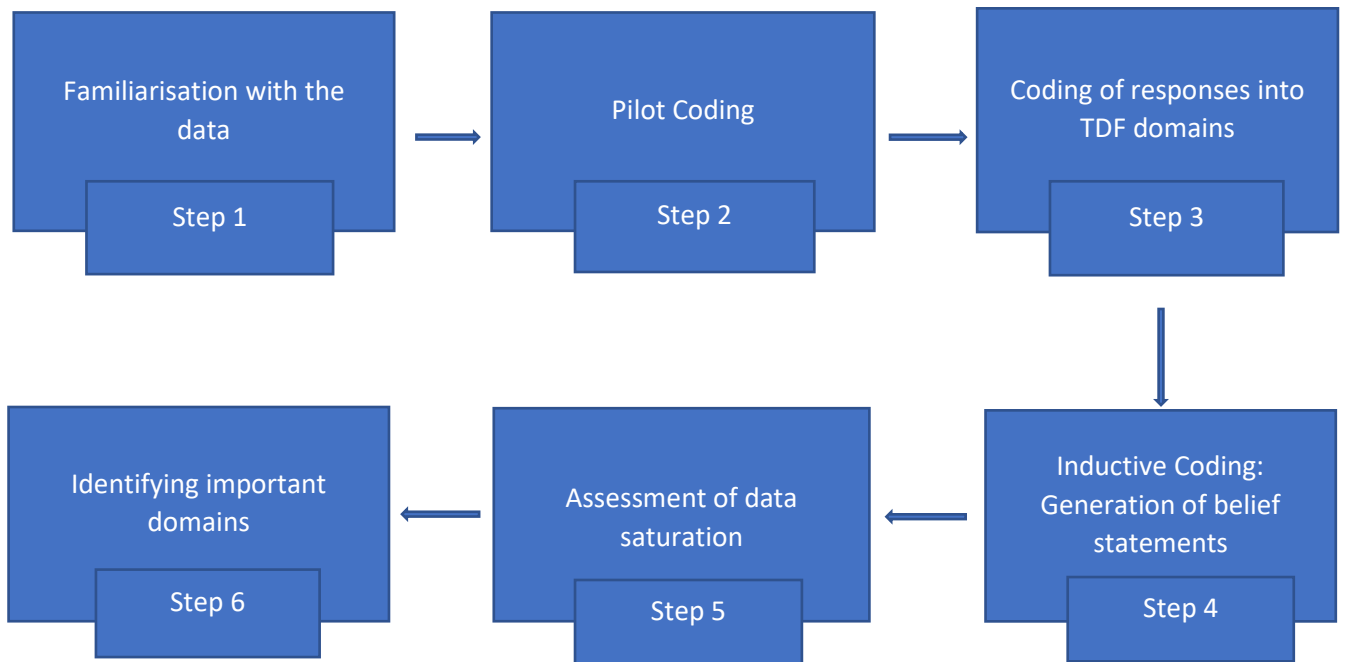 Familiarisation with the
data
Step 1
Pilot Coding
Step 2
Coding of responses into
TDF domains
Step 3
Inductive Coding:
Generation of belief
statements
Step 4
Assessment of data
saturation
Step 5
Identifying important
domains
Step 6